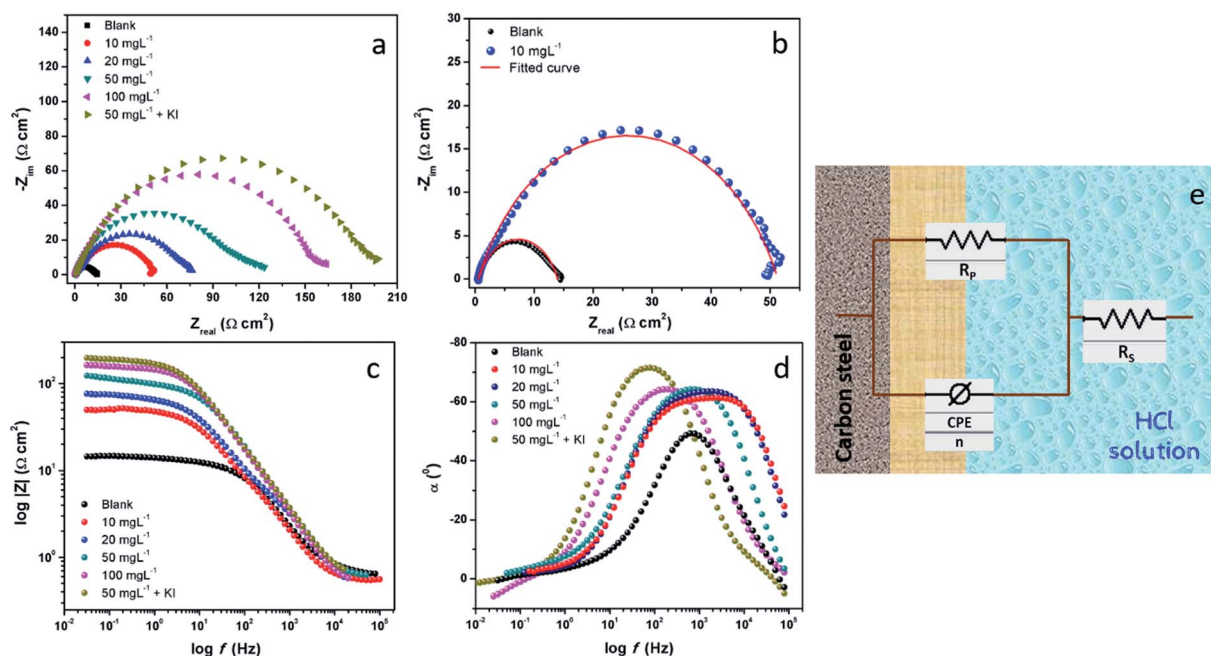 a
140
120
100
80
60
40
20
0
-Z_im (Ω cm²)
Blank
10 mgL⁻¹
20 mgL⁻¹
50 mgL⁻¹
100 mgL⁻¹
50 mgL⁻¹ + KI
0 30 60 90 120 150 180 210
Z_real (Ω cm²)
b
30
25
20
15
10
5
0
-Z_im (Ω cm²)
Blank
10 mgL⁻¹
Fitted curve
0 10 20 30 40 50 60
Z_real (Ω cm²)
c
10²
10¹
10⁰
log |Z| (Ω cm²)
Blank
10 mgL⁻¹
20 mgL⁻¹
50 mgL⁻¹
100 mgL⁻¹
50 mgL⁻¹ + KI
10⁻² 10⁻¹ 10⁰ 10¹ 10² 10³ 10⁴ 10⁵
log f (Hz)
d
-80
-60
-40
-20
0
α (⁰)
Blank
10 mgL⁻¹
20 mgL⁻¹
50 mgL⁻¹
100 mgL⁻¹
50 mgL⁻¹ + KI
10⁻² 10⁻¹ 10⁰ 10¹ 10² 10³ 10⁴ 10⁵
log f (Hz)
e
R_P
R_S
CPE
n
Carbon steel
HCl
solution